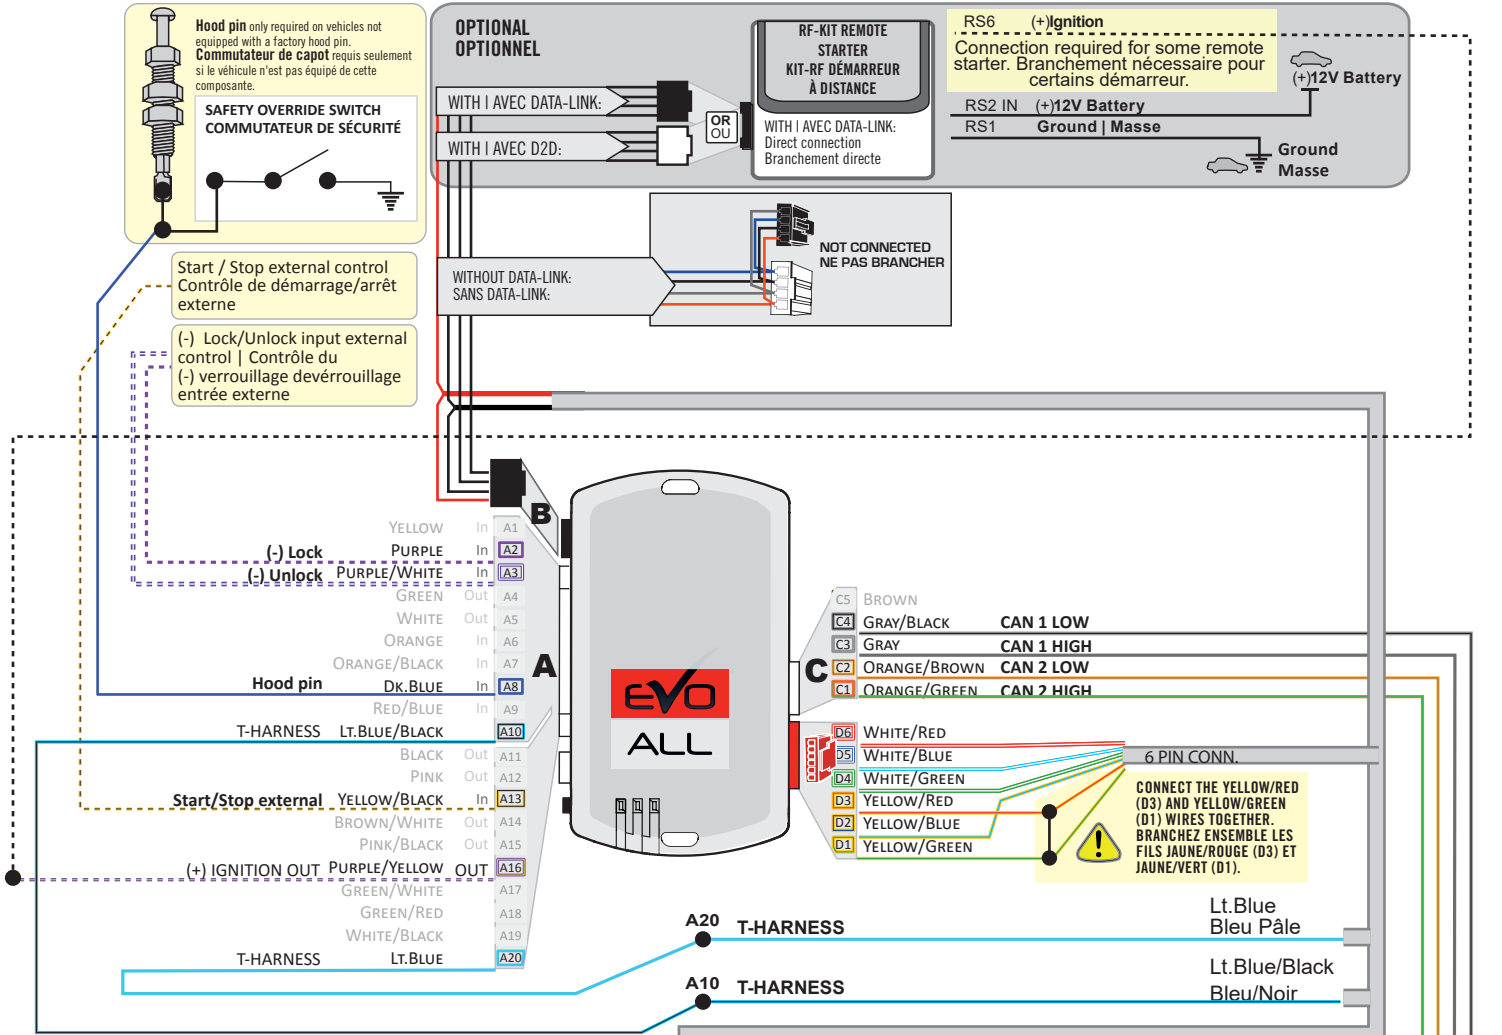 Hood pin only required on vehicles not
equipped with a factory hood pin.
Commutateur de capot requis seulement
si le véhicule n'est pas équipé de cette
composante.
SAFETY OVERRIDE SWITCH
COMMUTATEUR DE SÉCURITÉ
OPTIONAL
OPTIONNEL
WITH | AVEC DATA-LINK:
WITH | AVEC D2D:
OR
OU
RF-KIT REMOTE
STARTER
KIT-RF DÉMARREUR
À DISTANCE
WITH | AVEC DATA-LINK:
Direct connection
Branchement directe
RS6 (+)Ignition
Connection required for some remote
starter. Branchement nécessaire pour
certains démarreur.
(+)12V Battery
RS2 IN (+)12V Battery
RS1 Ground | Masse
Ground
Masse
Start / Stop external control
Contrôle de démarrage/arrêt
externe
(-) Lock/Unlock input external
control | Contrôle du
(-) verrouillage devérrouillage
entrée externe
WITHOUT DATA-LINK:
SANS DATA-LINK:
NOT CONNECTED
NE PAS BRANCHER
B
YELLOW In A1
(-) Lock PURPLE In A2
(-) Unlock PURPLE/WHITE In A3
GREEN Out A4
WHITE Out A5
ORANGE In A6
ORANGE/BLACK In A7
Hood pin DK.BLUE In A8
RED/BLUE In A9
T-HARNESS LT.BLUE/BLACK A10
BLACK Out A11
PINK Out A12
Start/Stop external YELLOW/BLACK In A13
BROWN/WHITE Out A14
PINK/BLACK Out A15
(+) IGNITION OUT PURPLE/YELLOW OUT A16
GREEN/WHITE A17
GREEN/RED A18
WHITE/BLACK A19
T-HARNESS LT.BLUE A20
A
EVO
ALL
C
C5 BROWN
C4 GRAY/BLACK CAN 1 LOW
C3 GRAY CAN 1 HIGH
C2 ORANGE/BROWN CAN 2 LOW
C1 ORANGE/GREEN CAN 2 HIGH
D6 WHITE/RED
D5 WHITE/BLUE
D4 WHITE/GREEN
D3 YELLOW/RED
D2 YELLOW/BLUE
D1 YELLOW/GREEN
6 PIN CONN.
CONNECT THE YELLOW/RED
(D3) AND YELLOW/GREEN
(D1) WIRES TOGETHER.
BRANCHEZ ENSEMBLE LES
FILS JAUNE/ROUGE (D3) ET
JAUNE/VERT (D1).
A20 T-HARNESS
Lt.Blue
Bleu Pâle
A10 T-HARNESS
Lt.Blue/Black
Bleu/Noir